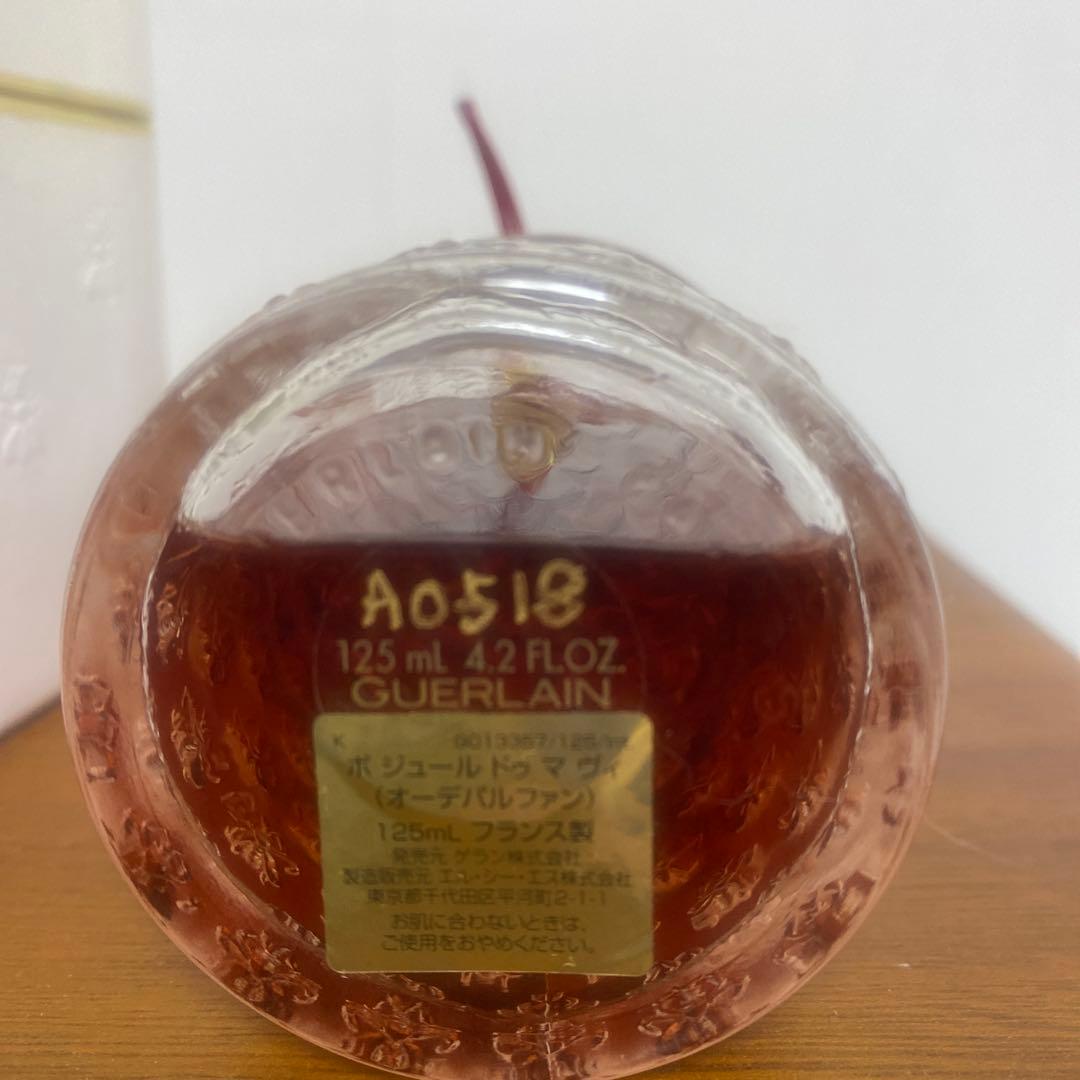 A0518
125 mL 4.2 FL.OZ.
GUERLAIN
K 0013367/125
ボ ジュール ドゥ マ ヴィ
(オーデパルファン)
125mL フランス製
発売元 ゲラン株式会社
製造販売元 エル・シー・エス株式会社
東京都千代田区平河町2-1-1
お肌に合わないときは、
ご使用をおやめください。